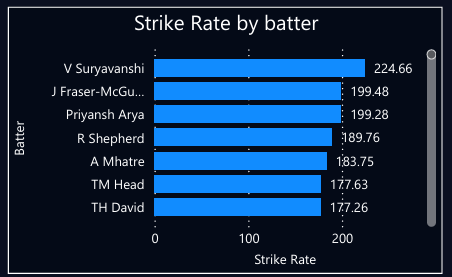 Strike Rate by batter
Batter
V Suryavanshi 224.66
J Fraser-McGu... 199.48
Priyansh Arya 199.28
R Shepherd 189.76
A Mhatre 183.75
TM Head 177.63
TH David 177.26
0 100 200
Strike Rate